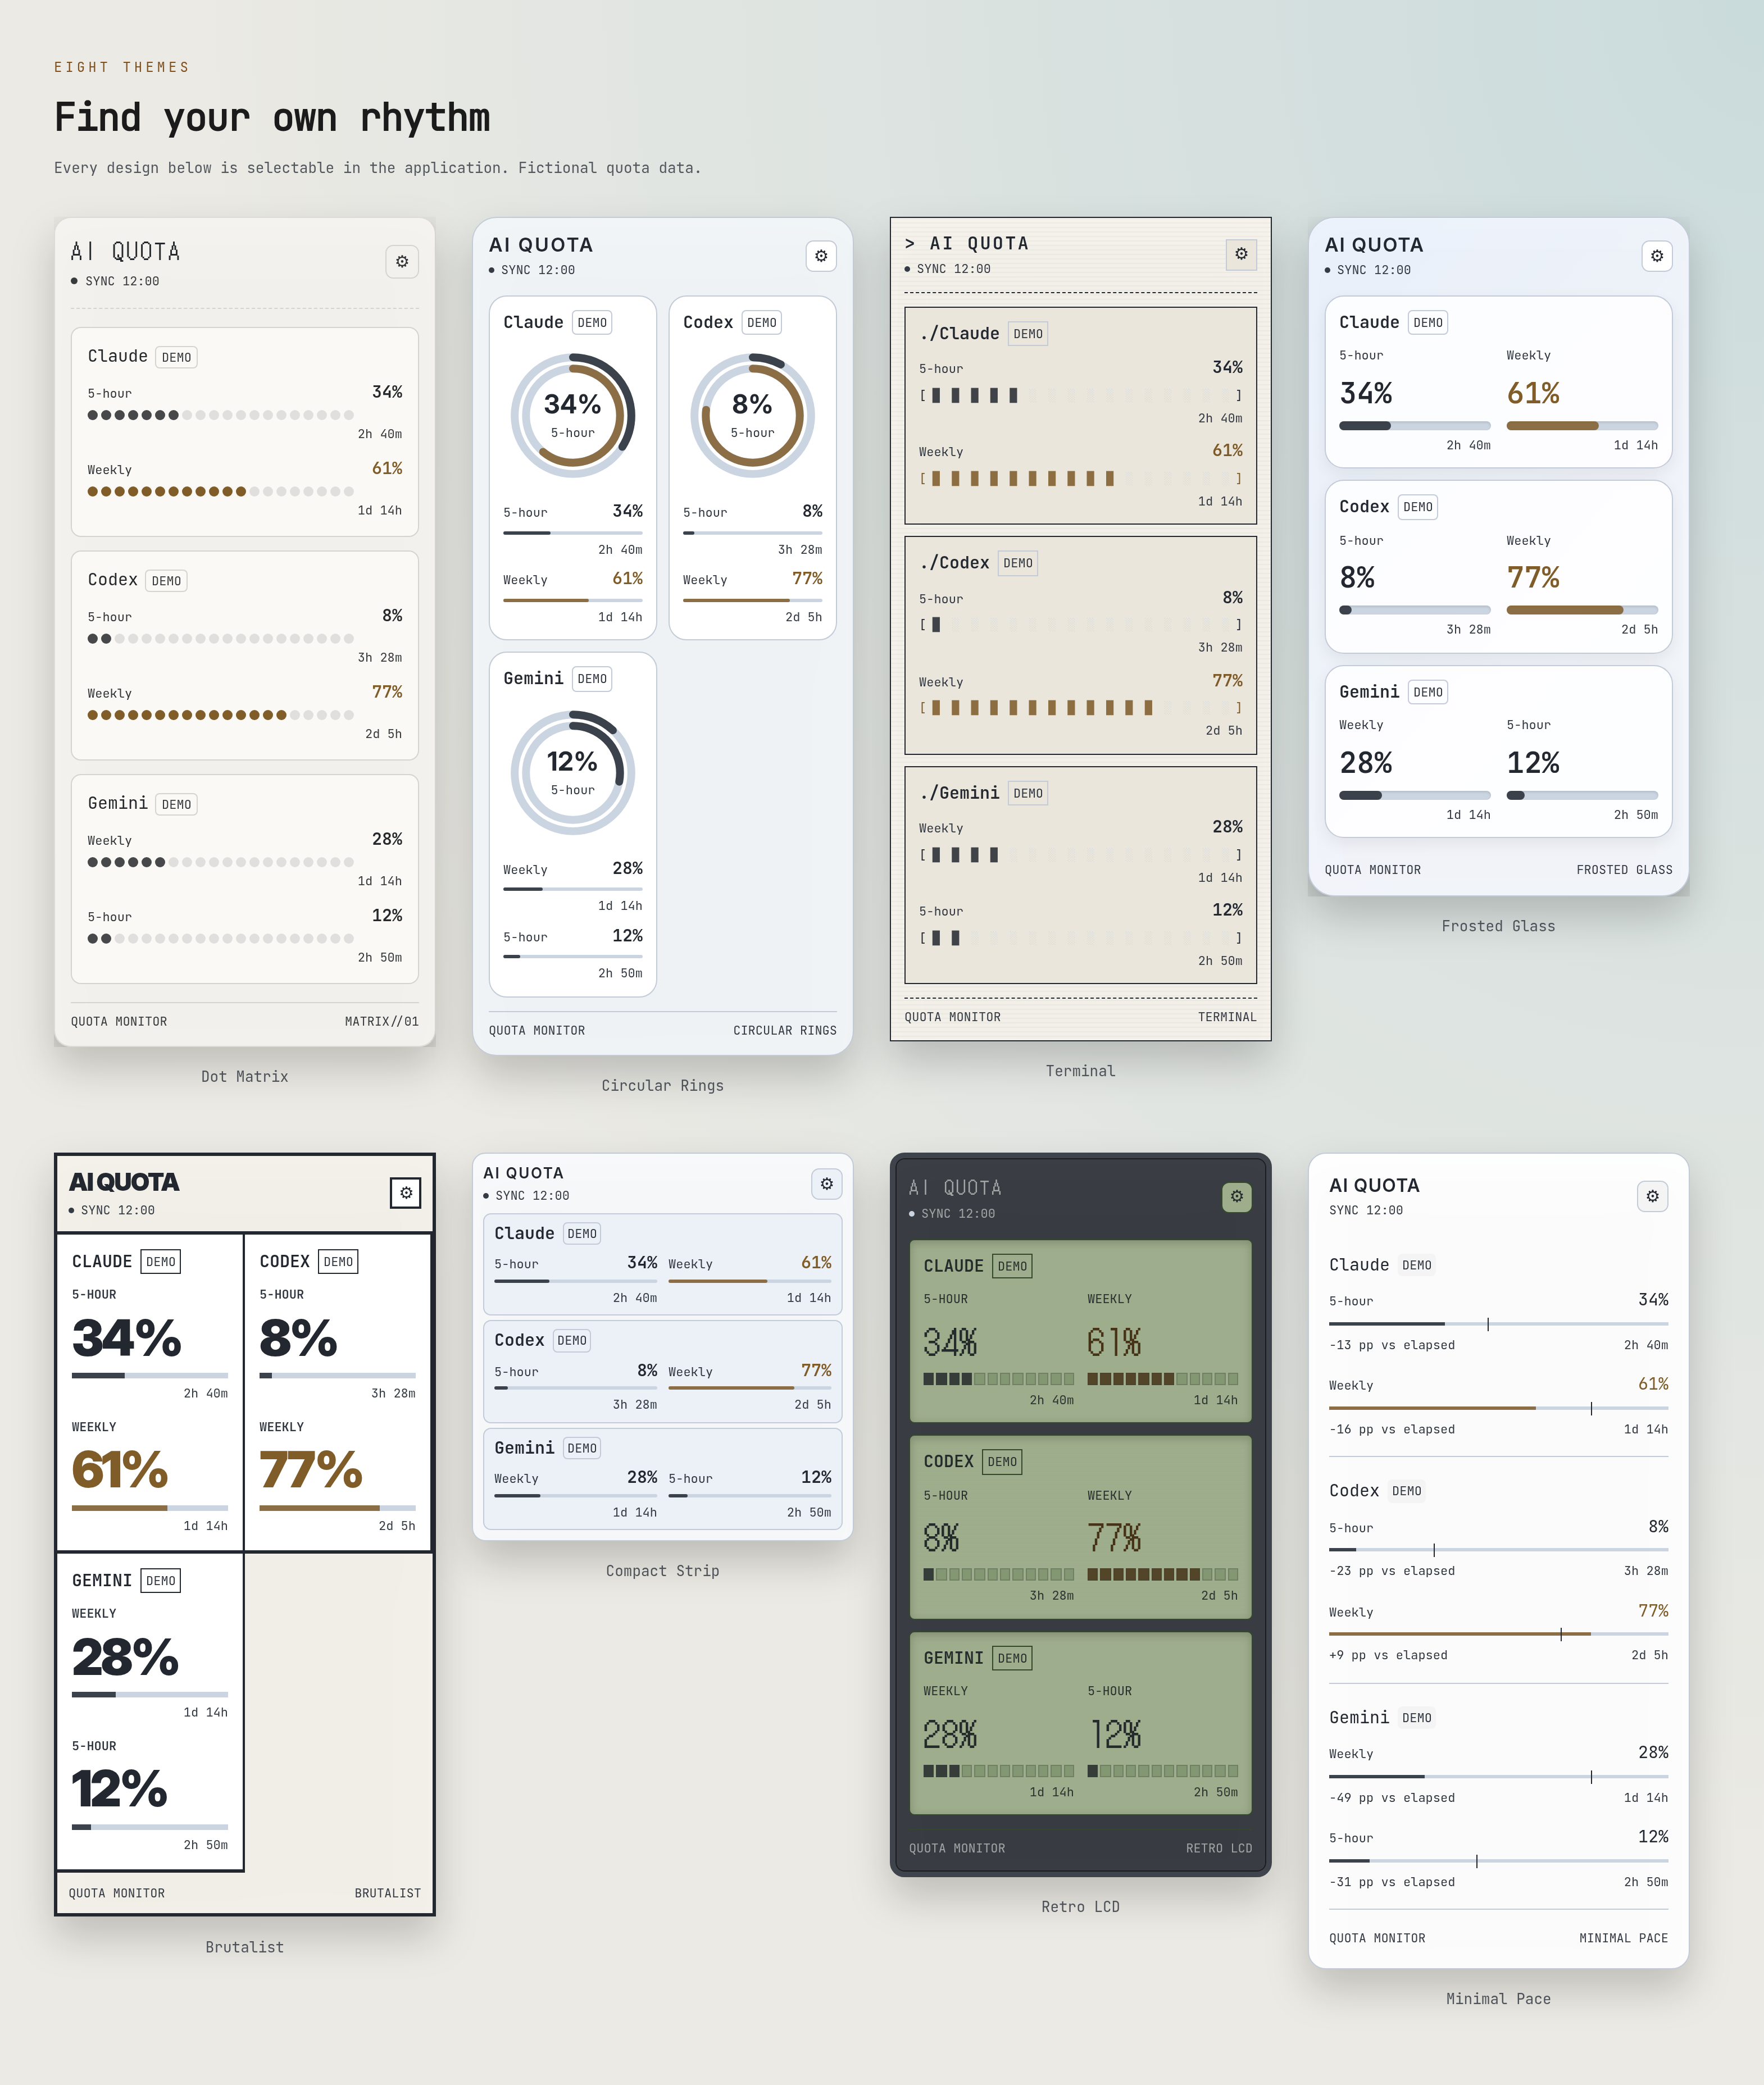 EIGHT THEMES
Find your own rhythm
Every design below is selectable in the application. Fictional quota data.
AI QUOTA
SYNC 12:00
Claude DEMO
5-hour 34%
2h 40m
Weekly 61%
1d 14h
Codex DEMO
5-hour 8%
3h 28m
Weekly 77%
2d 5h
Gemini DEMO
Weekly 28%
1d 14h
5-hour 12%
2h 50m
QUOTA MONITOR MATRIX//01
Dot Matrix
AI QUOTA
SYNC 12:00
Claude DEMO
34%
5-hour
5-hour 34%
2h 40m
Weekly 61%
1d 14h
Codex DEMO
8%
5-hour
5-hour 8%
3h 28m
Weekly 77%
2d 5h
Gemini DEMO
12%
5-hour
Weekly 28%
1d 14h
5-hour 12%
2h 50m
QUOTA MONITOR CIRCULAR RINGS
Circular Rings
> AI QUOTA
SYNC 12:00
./Claude DEMO
5-hour 34%
[ ]
2h 40m
Weekly 61%
[ ]
1d 14h
./Codex DEMO
5-hour 8%
[ ]
3h 28m
Weekly 77%
[ ]
2d 5h
./Gemini DEMO
Weekly 28%
[ ]
1d 14h
5-hour 12%
[ ]
2h 50m
QUOTA MONITOR TERMINAL
Terminal
AI QUOTA
SYNC 12:00
Claude DEMO
5-hour Weekly
34% 61%
2h 40m 1d 14h
Codex DEMO
5-hour Weekly
8% 77%
3h 28m 2d 5h
Gemini DEMO
Weekly 5-hour
28% 12%
1d 14h 2h 50m
QUOTA MONITOR FROSTED GLASS
Frosted Glass
AI QUOTA
SYNC 12:00
CLAUDE DEMO
5-HOUR
34%
2h 40m
WEEKLY
61%
1d 14h
CODEX DEMO
5-HOUR
8%
3h 28m
WEEKLY
77%
2d 5h
GEMINI DEMO
WEEKLY
28%
1d 14h
5-HOUR
12%
2h 50m
QUOTA MONITOR BRUTALIST
Brutalist
AI QUOTA
SYNC 12:00
Claude DEMO
5-hour 34% Weekly 61%
2h 40m 1d 14h
Codex DEMO
5-hour 8% Weekly 77%
3h 28m 2d 5h
Gemini DEMO
Weekly 28% 5-hour 12%
1d 14h 2h 50m
Compact Strip
AI QUOTA
SYNC 12:00
CLAUDE DEMO
5-HOUR WEEKLY
34% 61%
2h 40m 1d 14h
CODEX DEMO
5-HOUR WEEKLY
8% 77%
3h 28m 2d 5h
GEMINI DEMO
WEEKLY 5-HOUR
28% 12%
1d 14h 2h 50m
QUOTA MONITOR RETRO LCD
Retro LCD
AI QUOTA
SYNC 12:00
Claude DEMO
5-hour 34%
-13 pp vs elapsed 2h 40m
Weekly 61%
-16 pp vs elapsed 1d 14h
Codex DEMO
5-hour 8%
-23 pp vs elapsed 3h 28m
Weekly 77%
+9 pp vs elapsed 2d 5h
Gemini DEMO
Weekly 28%
-49 pp vs elapsed 1d 14h
5-hour 12%
-31 pp vs elapsed 2h 50m
QUOTA MONITOR MINIMAL PACE
Minimal Pace